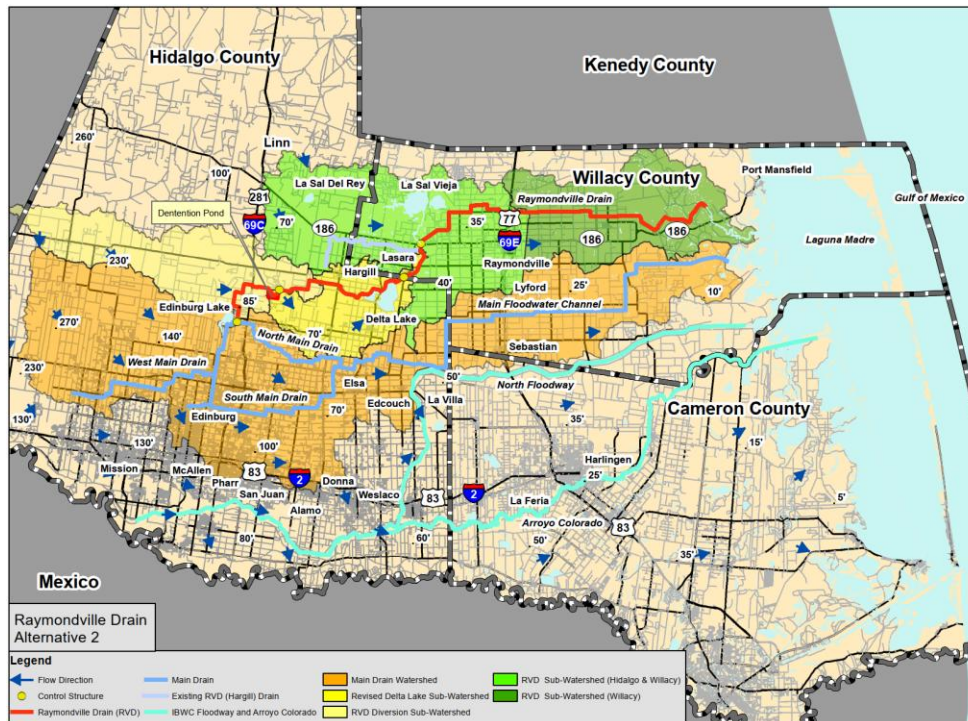 Hidalgo County
Kenedy County
260'
Linn
100'
281
69C
La Sal Del Rey
La Sal Vieja
Willacy County
Port Mansfield
Gulf of Mexico
70'
Dentention Pond
186
35'
77
69E
Raymondville Drain
186
186
Laguna Madre
230'
Lasara
Raymondville
Hargill
40'
Lyford
25'
Edinburg Lake
85'
Main Floodwater Channel
10'
270'
140'
North Main Drain
70'
Delta Lake
Sebastian
West Main Drain
230'
South Main Drain
Elsa
50'
North Floodway
130'
Edinburg
70'
Edcouch
La Villa
35'
Cameron County
130'
100'
15'
Mission
McAllen
83
2
Donna
Harlingen
Pharr
San Juan
Weslaco
83
2
25'
Alamo
La Feria
5'
80'
60'
50'
Arroyo Colorado
83
35'
Mexico
Raymondville Drain
Alternative 2
Legend
Flow Direction
Main Drain
Main Drain Watershed
RVD Sub-Watershed (Hidalgo & Willacy)
Control Structure
Existing RVD (Hargill) Drain
Revised Delta Lake Sub-Watershed
RVD Sub-Watershed (Willacy)
Raymondville Drain (RVD)
IBWC Floodway and Arroyo Colorado
RVD Diversion Sub-Watershed